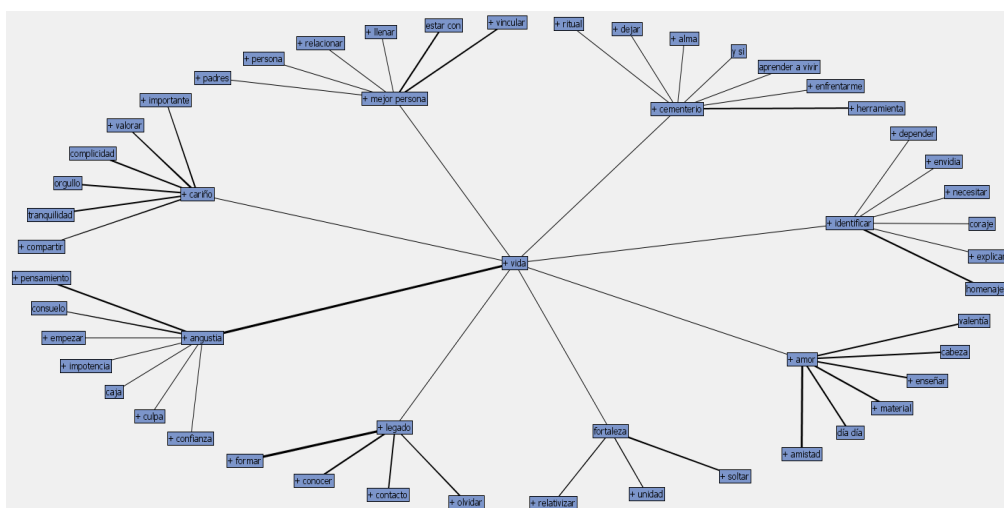 + ritual
estar con
+ vincular
+ dejar
+ llenar
+ alma
+ relacionar
y si
+ persona
aprender a vivir
+ padres
+ enfrentarme
+ mejor persona
+ importante
+ cementerio
+ herramienta
+ valorar
+ depender
complicidad
+ envidia
orgullo
+ cariño
+ necesitar
tranquilidad
+ identificar
coraje
+ compartir
+ explicar
+ vida
+ pensamiento
homenaje
consuelo
valentía
+ empezar
+ angustia
cabeza
+ impotencia
+ amor
+ enseñar
caja
+ material
+ culpa
+ legado
fortaleza
día día
+ confianza
+ amistad
+ formar
+ conocer
+ soltar
+ contacto
+ unidad
+ olvidar
+ relativizar